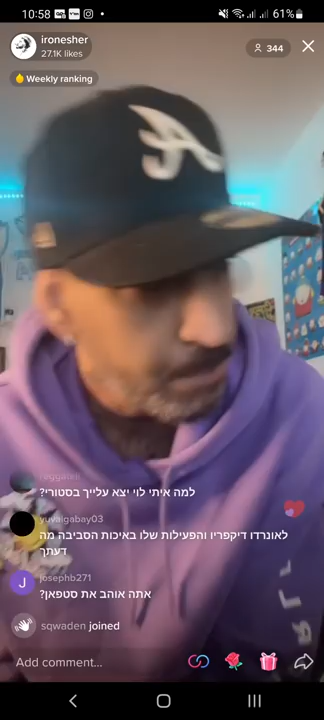 10:58
61%
ironesher
27.1K likes
344
Weekly ranking
למה איתי לוי יצא עלייך בסטורי?
yuvalgabay03
לאונרדו דיקפריו והפעילות שלו באיכות הסביבה מה
דעתך
J josephb271
אתה אוהב את סטפאן?
sqwaden joined
Add comment...